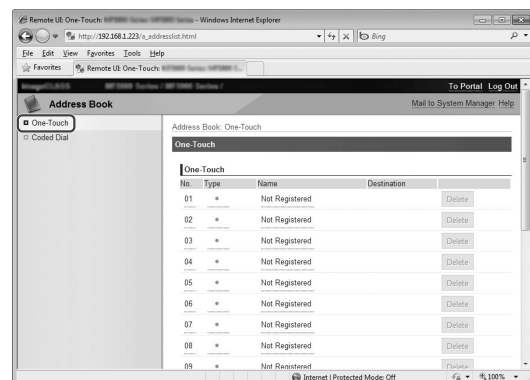 Remote UI: One-Touch: - Windows Internet Explorer
http://192.168.1.223/a_addresslist.html
Bing
File Edit View Favorites Tools Help
Favorites Remote UI: One-Touch:
To Portal Log Out
Address Book Mail to System Manager Help
One-Touch
Coded Dial
Address Book: One-Touch
One-Touch
One-Touch
No. Type Name Destination
01 Not Registered Delete
02 Not Registered Delete
03 Not Registered Delete
04 Not Registered Delete
05 Not Registered Delete
06 Not Registered Delete
07 Not Registered Delete
08 Not Registered Delete
09 Not Registered Delete
Internet | Protected Mode: Off 100%